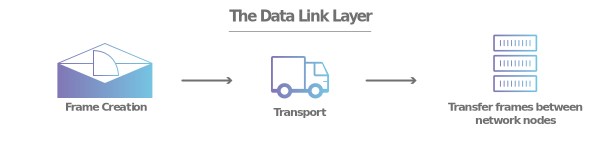 The Data Link Layer
Frame Creation
Transport
Transfer frames between
network nodes